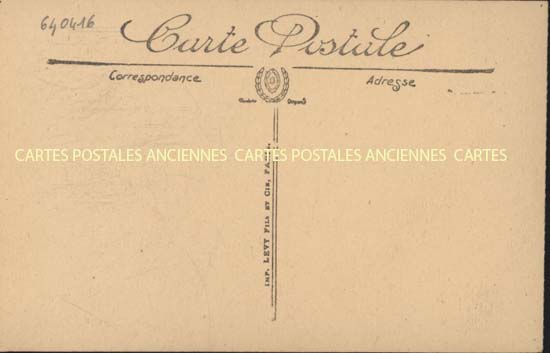 640416
Carte Postale
Correspondance
Adresse
CARTES POSTALES ANCIENNES CARTES POSTALES ANCIENNES CARTES
IMP. LEVY FILS ET CIE, PARIS.